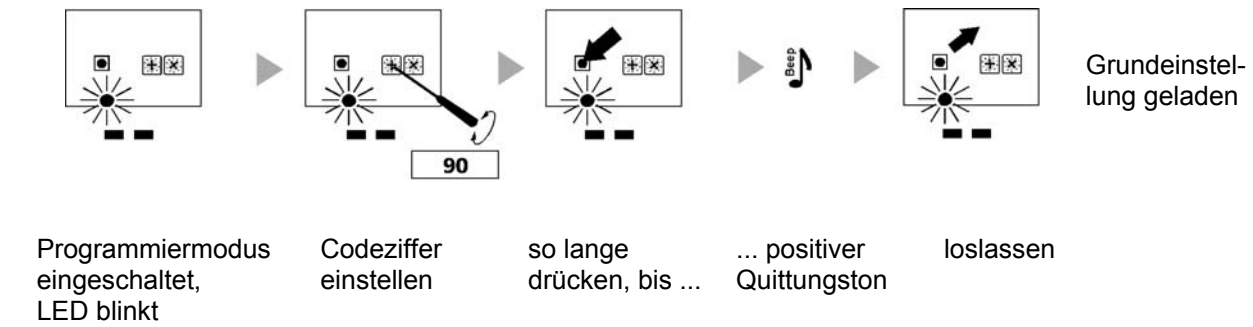 Beep
90
Grundeinstel-
lung geladen
Programmiermodus
eingeschaltet,
LED blinkt
Codeziffer
einstellen
so lange
drücken, bis ...
... positiver
Quittungston
loslassen